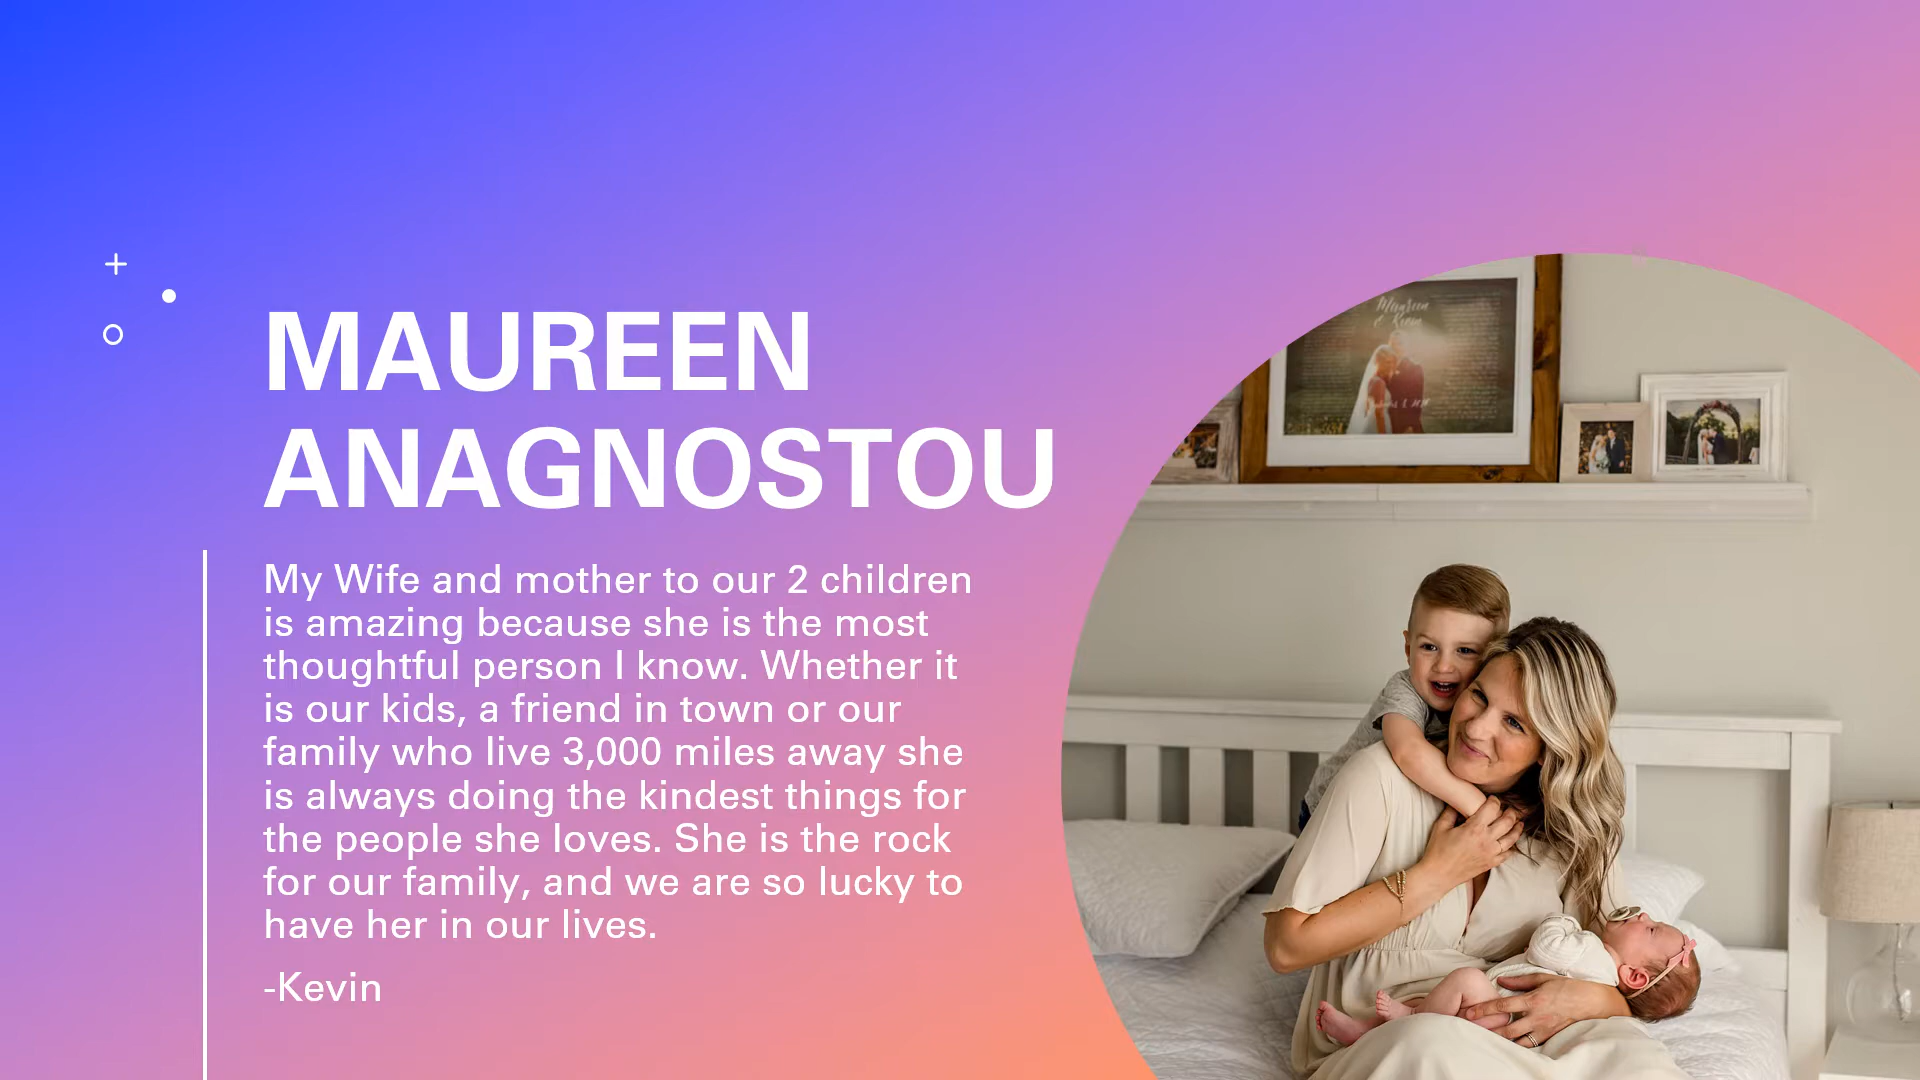 MAUREEN
ANAGNOSTOU
My Wife and mother to our 2 children
is amazing because she is the most
thoughtful person I know. Whether it
is our kids, a friend in town or our
family who live 3,000 miles away she
is always doing the kindest things for
the people she loves. She is the rock
for our family, and we are so lucky to
have her in our lives.
-Kevin
Maureen
& Kevin